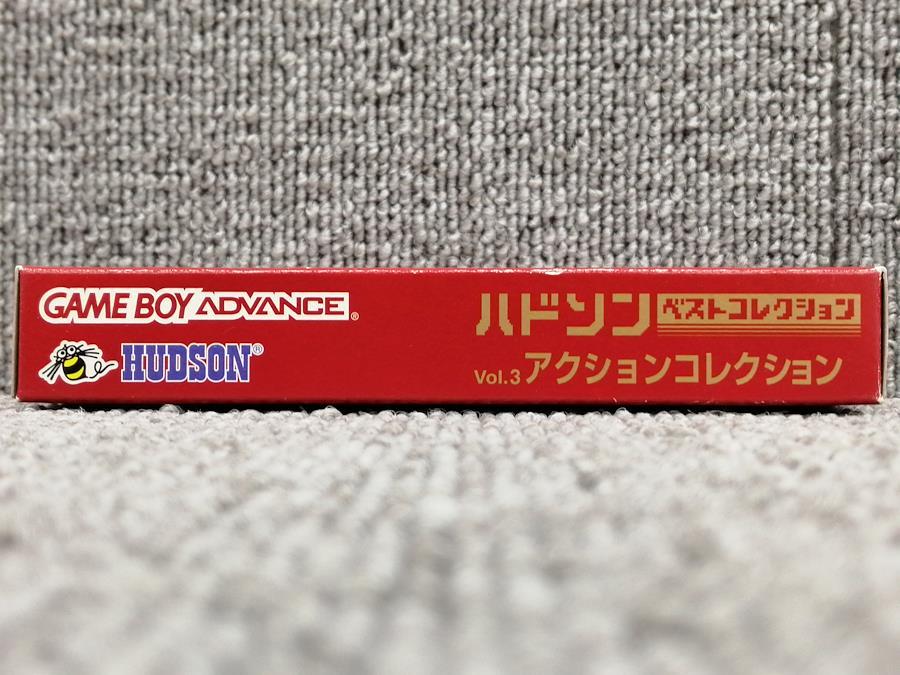 GAME BOY ADVANCE®
HUDSON®
ハドソン ベストコレクション
Vol.3 アクションコレクション